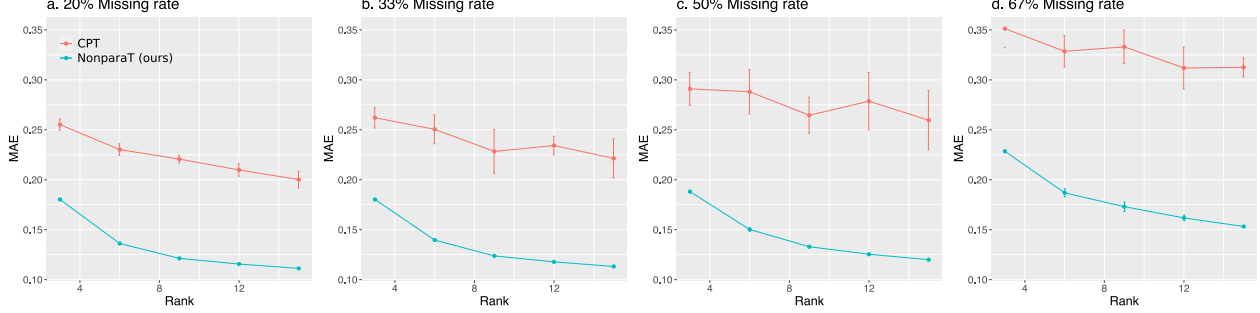 a. 20% Missing rate
0.35
0.30
0.25
0.20
0.15
0.10
MAE
CPT
NonparaT (ours)
4
8
12
Rank
b. 33% Missing rate
0.35
0.30
0.25
0.20
0.15
0.10
MAE
4
8
12
Rank
c. 50% Missing rate
0.35
0.30
0.25
0.20
0.15
0.10
MAE
4
8
12
Rank
d. 67% Missing rate
0.35
0.30
0.25
0.20
0.15
0.10
MAE
4
8
12
Rank